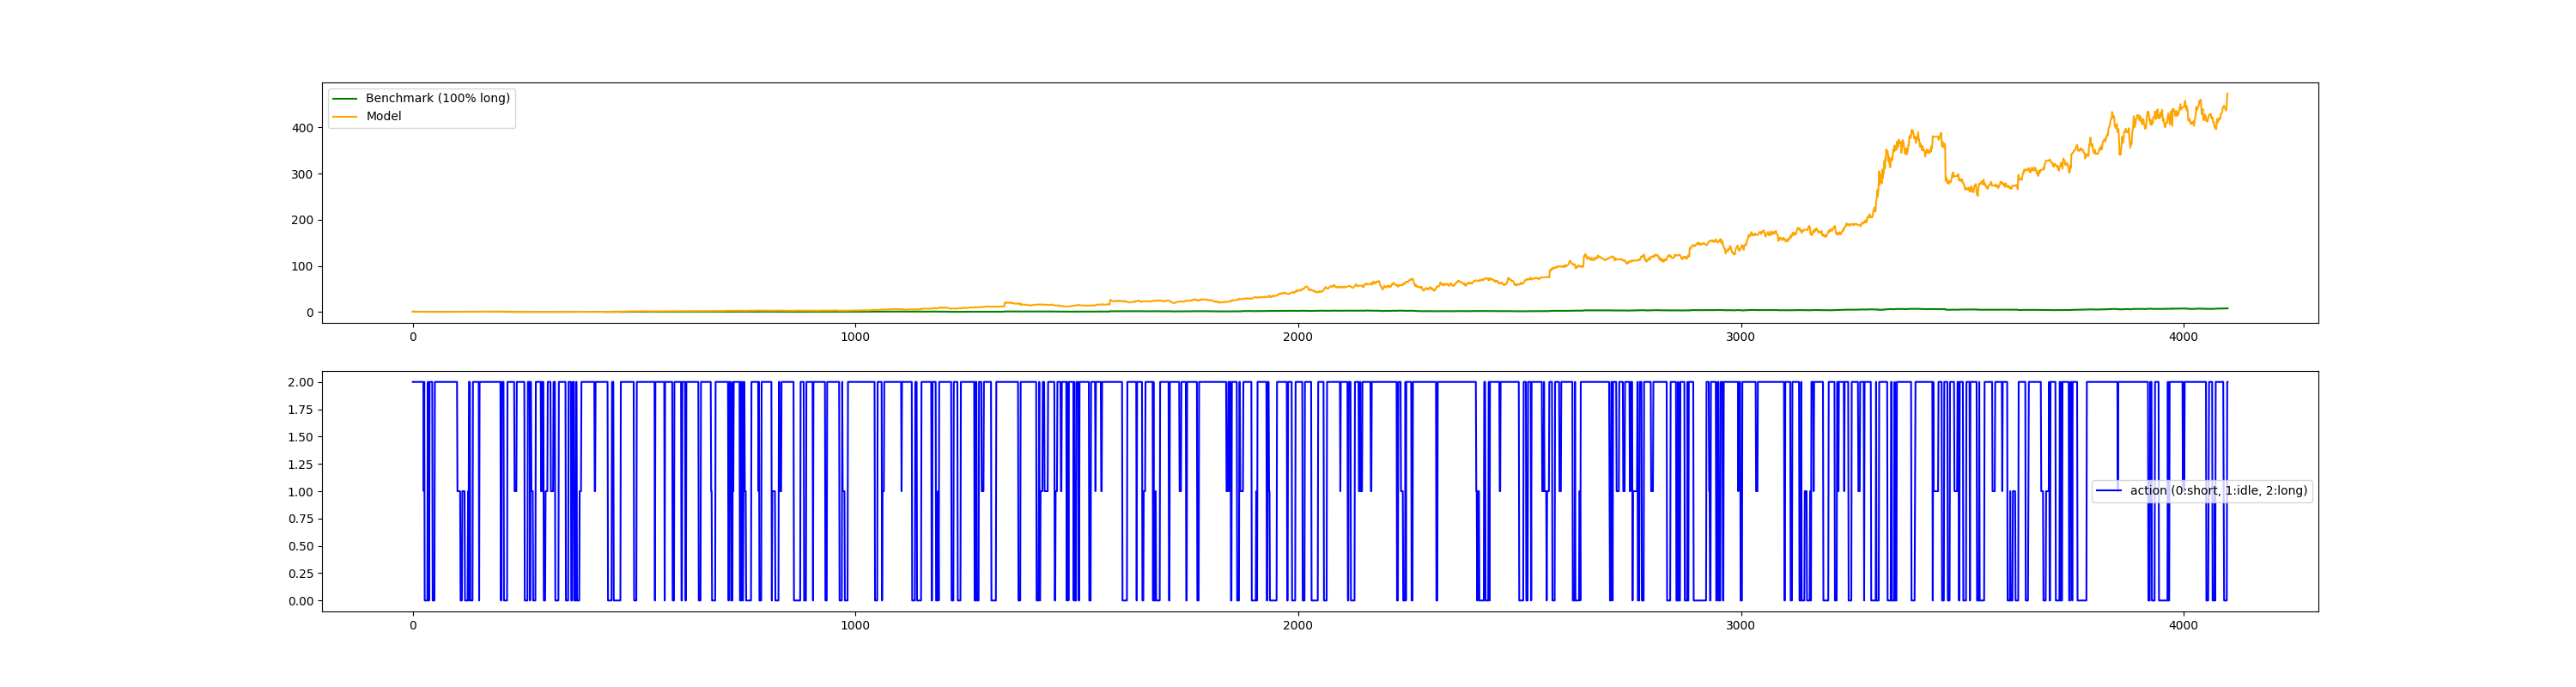 Benchmark (100% long)
Model
400
300
200
100
0
0 1000 2000 3000 4000
2.00
1.75
1.50
1.25
1.00
0.75
0.50
0.25
0.00
action (0:short, 1:idle, 2:long)
0 1000 2000 3000 4000